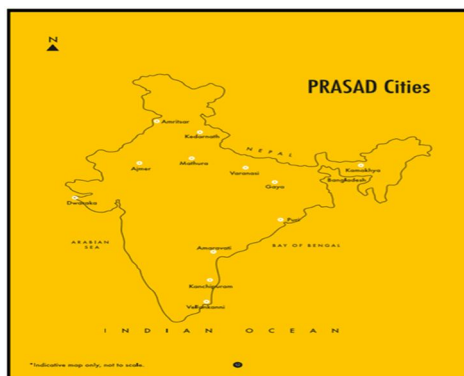 N
PRASAD Cities
Amritsar
Kedarnath
NEPAL
Ajmer
Mathura
Varanasi
Kamakhya
Gaya
Bangladesh
Dwaraka
Puri
ARABIAN
SEA
Amaravati
BAY OF BENGAL
Kanchipuram
Vellankanni
INDIAN OCEAN
*Indicative map only, not to scale.